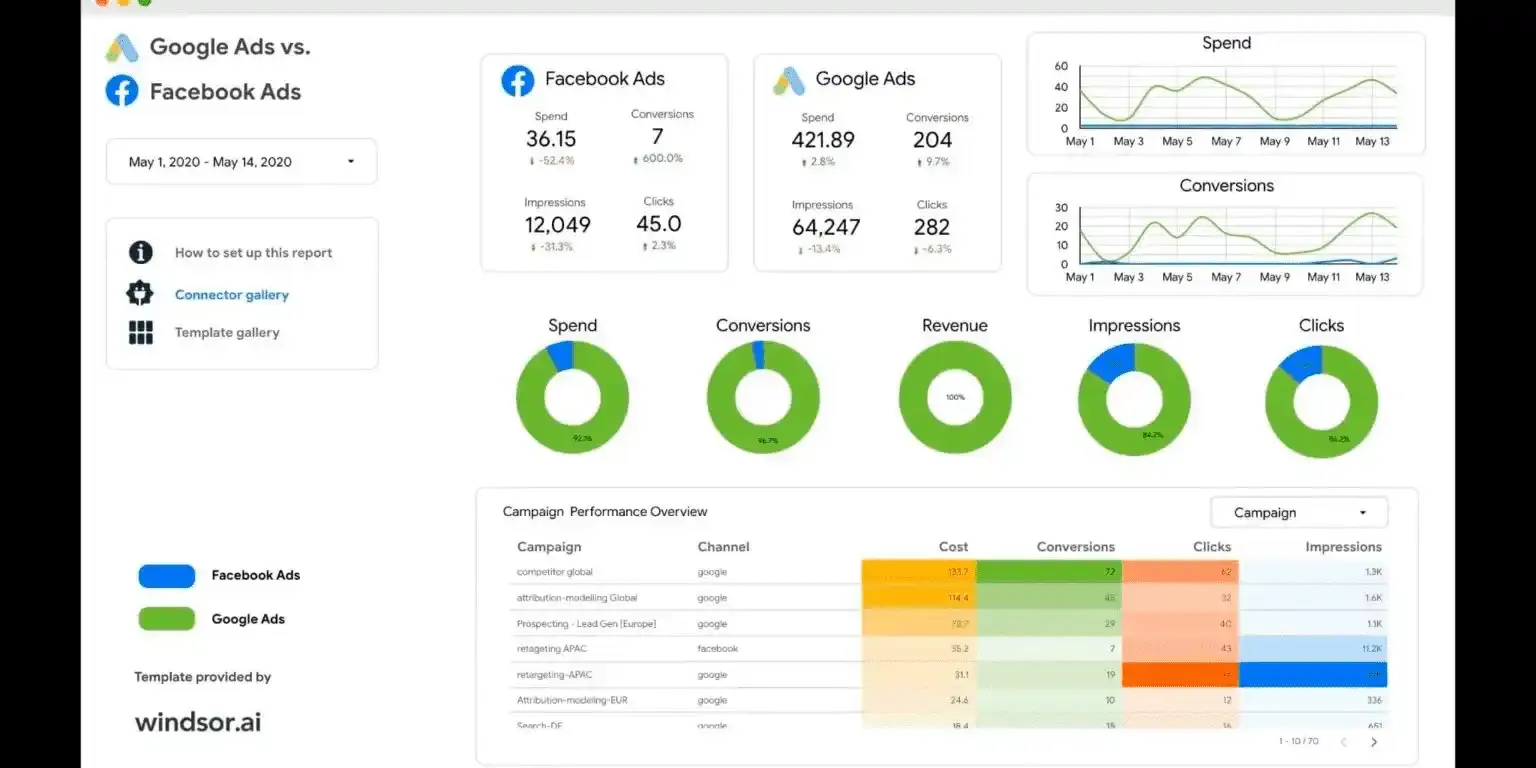 Google Ads vs.
Facebook Ads
May 1, 2020 - May 14, 2020
How to set up this report
Connector gallery
Template gallery
Facebook Ads
Google Ads
Template provided by
windsor.ai
Facebook Ads
Spend
36.15
-52.4%
Conversions
7
600.0%
Impressions
12,049
-31.3%
Clicks
45.0
2.3%
Google Ads
Spend
421.89
2.8%
Conversions
204
9.7%
Impressions
64,247
-13.4%
Clicks
282
-6.3%
Spend
60
40
20
0
May 1 May 3 May 5 May 7 May 9 May 11 May 13
Conversions
30
20
10
0
May 1 May 3 May 5 May 7 May 9 May 11 May 13
Spend Conversions Revenue Impressions Clicks
92.1% 96.7% 100% 84.2% 86.2%
Campaign Performance Overview
Campaign
Campaign Channel Cost Conversions Clicks Impressions
competitor global google 133.7 72 62 1.3K
attribution-modelling Global google 114.4 45 32 1.6K
Prospecting - Lead Gen [Europe] google 29 40 1.1K
retageting APAC facebook 35.2 7 43 11.2K
retargeting-APAC google 31.1 19
Attribution-modeling-EUR google 24.6 10 12 336
Search-DE google 18.4 15 16 651
1 - 10 / 70